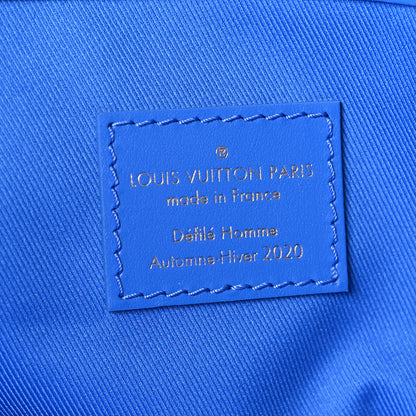 LOUIS VUITTON PARIS
made in France
Défilé Homme
Automne-Hiver 2020